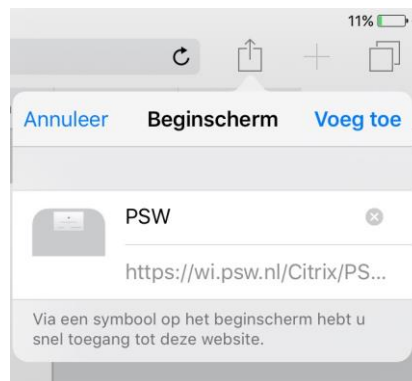 11%
Annuleer Beginscherm Voeg toe
PSW
https://wi.psw.nl/Citrix/PS...
Via een symbool op het beginscherm hebt u
snel toegang tot deze website.